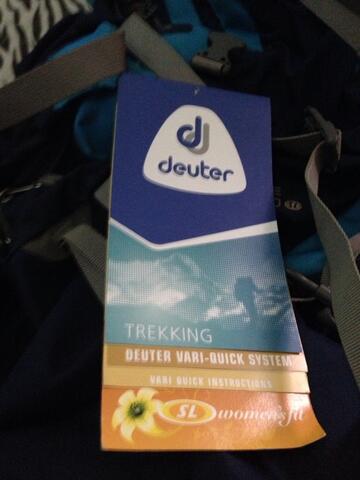 deuter
TREKKING
DEUTER VARI-QUICK SYSTEM
VARI QUICK INSTRUCTIONS
SL women's fit